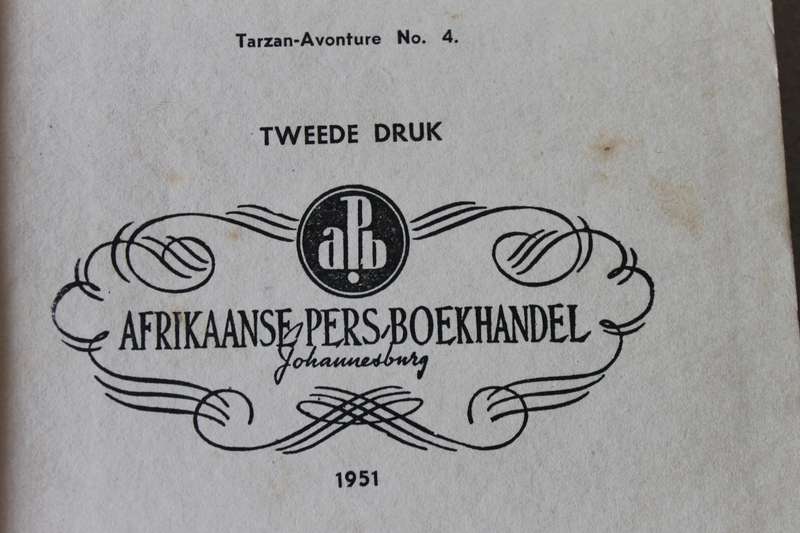 Tarzan-Avonture No. 4.
TWEEDE DRUK
aPb
AFRIKAANSE-PERS-BOEKHANDEL
Johannesburg
1951